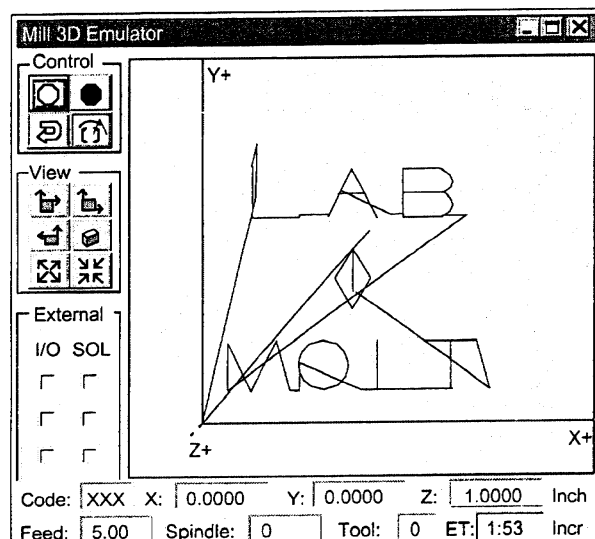 Mill 3D Emulator
Control
Y+
View
LAB
External
I/O SOL
X+
Z+
Code: XXX X: 0.0000 Y: 0.0000 Z: 1.0000 Inch
Feed: 5.00 Spindle: 0 Tool: 0 ET: 1:53 Incr